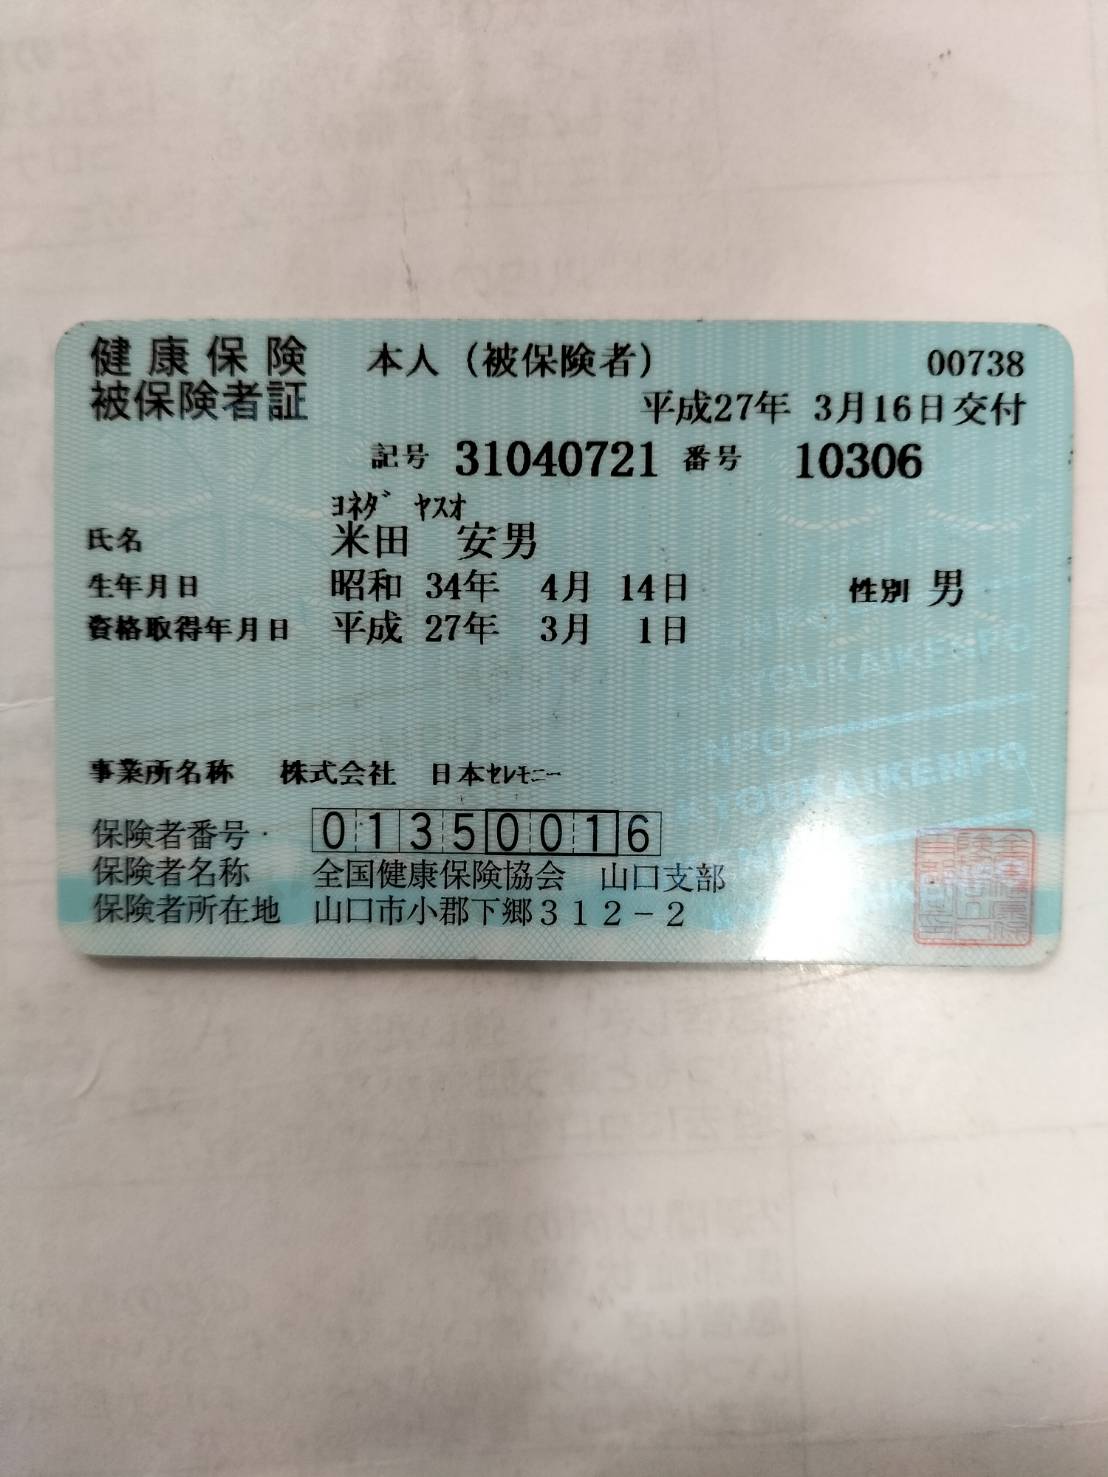 健康保険 本人（被保険者） 00738
被保険者証 平成27年 3月16日交付
記号 31040721 番号 10306
ﾖﾈﾀﾞ ﾔｽｵ
氏名 米田 安男
生年月日 昭和 34年 4月 14日 性別 男
資格取得年月日 平成 27年 3月 1日
事業所名称 株式会社 日本ｾﾚﾓﾆｰ
保険者番号 01350016
保険者名称 全国健康保険協会 山口支部
保険者所在地 山口市小郡下郷３１２－２